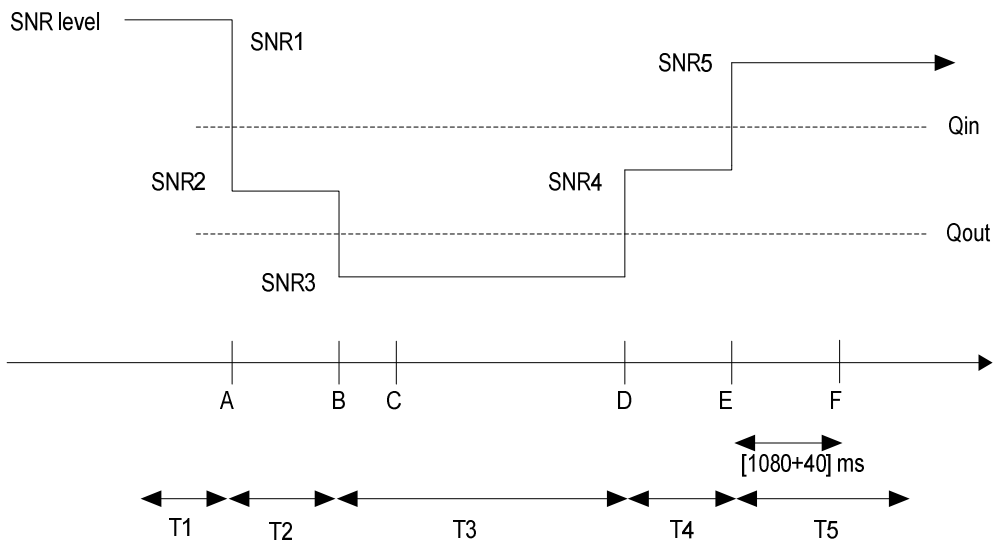 SNR level
SNR1
SNR5
Qin
SNR2
SNR4
Qout
SNR3
A
B
C
D
E
F
[1080+40] ms
T1
T2
T3
T4
T5